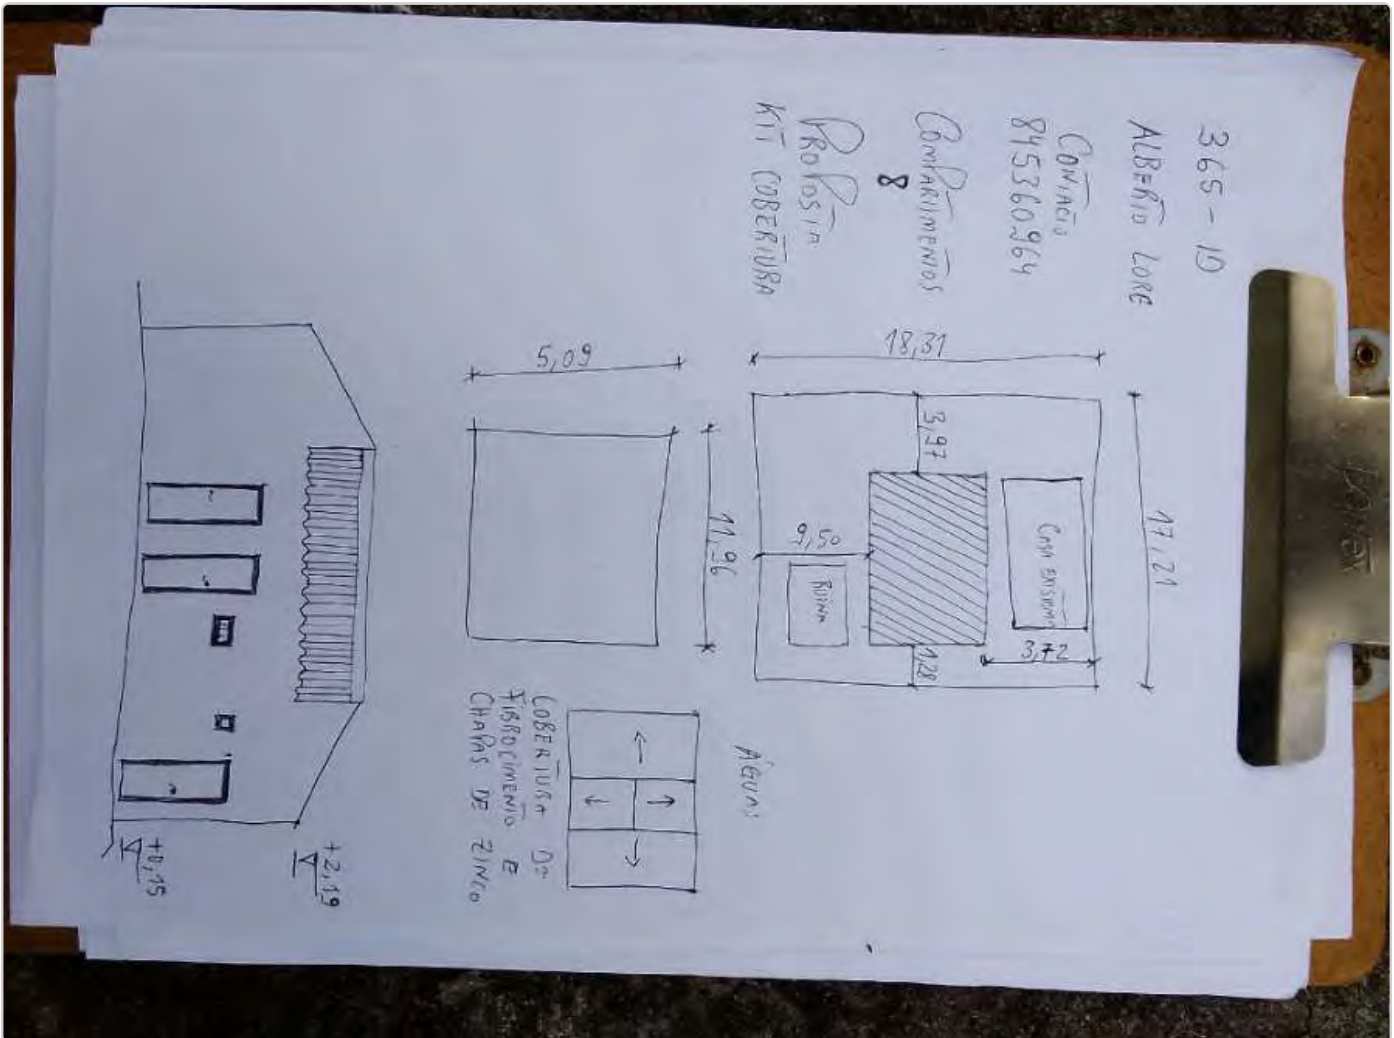 365 - ID
ALBERTO LORE
CONTACTO
845360964
COMPARTIMENTOS
8
PROPOSTA
KIT COBERTURA
17,21
18,31
3,97
CASA EXISTENTE
9,50
RUINA
1,28
3,72
5,09
11,96
ÁGUAS
COBERTURA DE
FIBROCIMENTO E
CHAPAS DE ZINCO
+2,19
+0,15